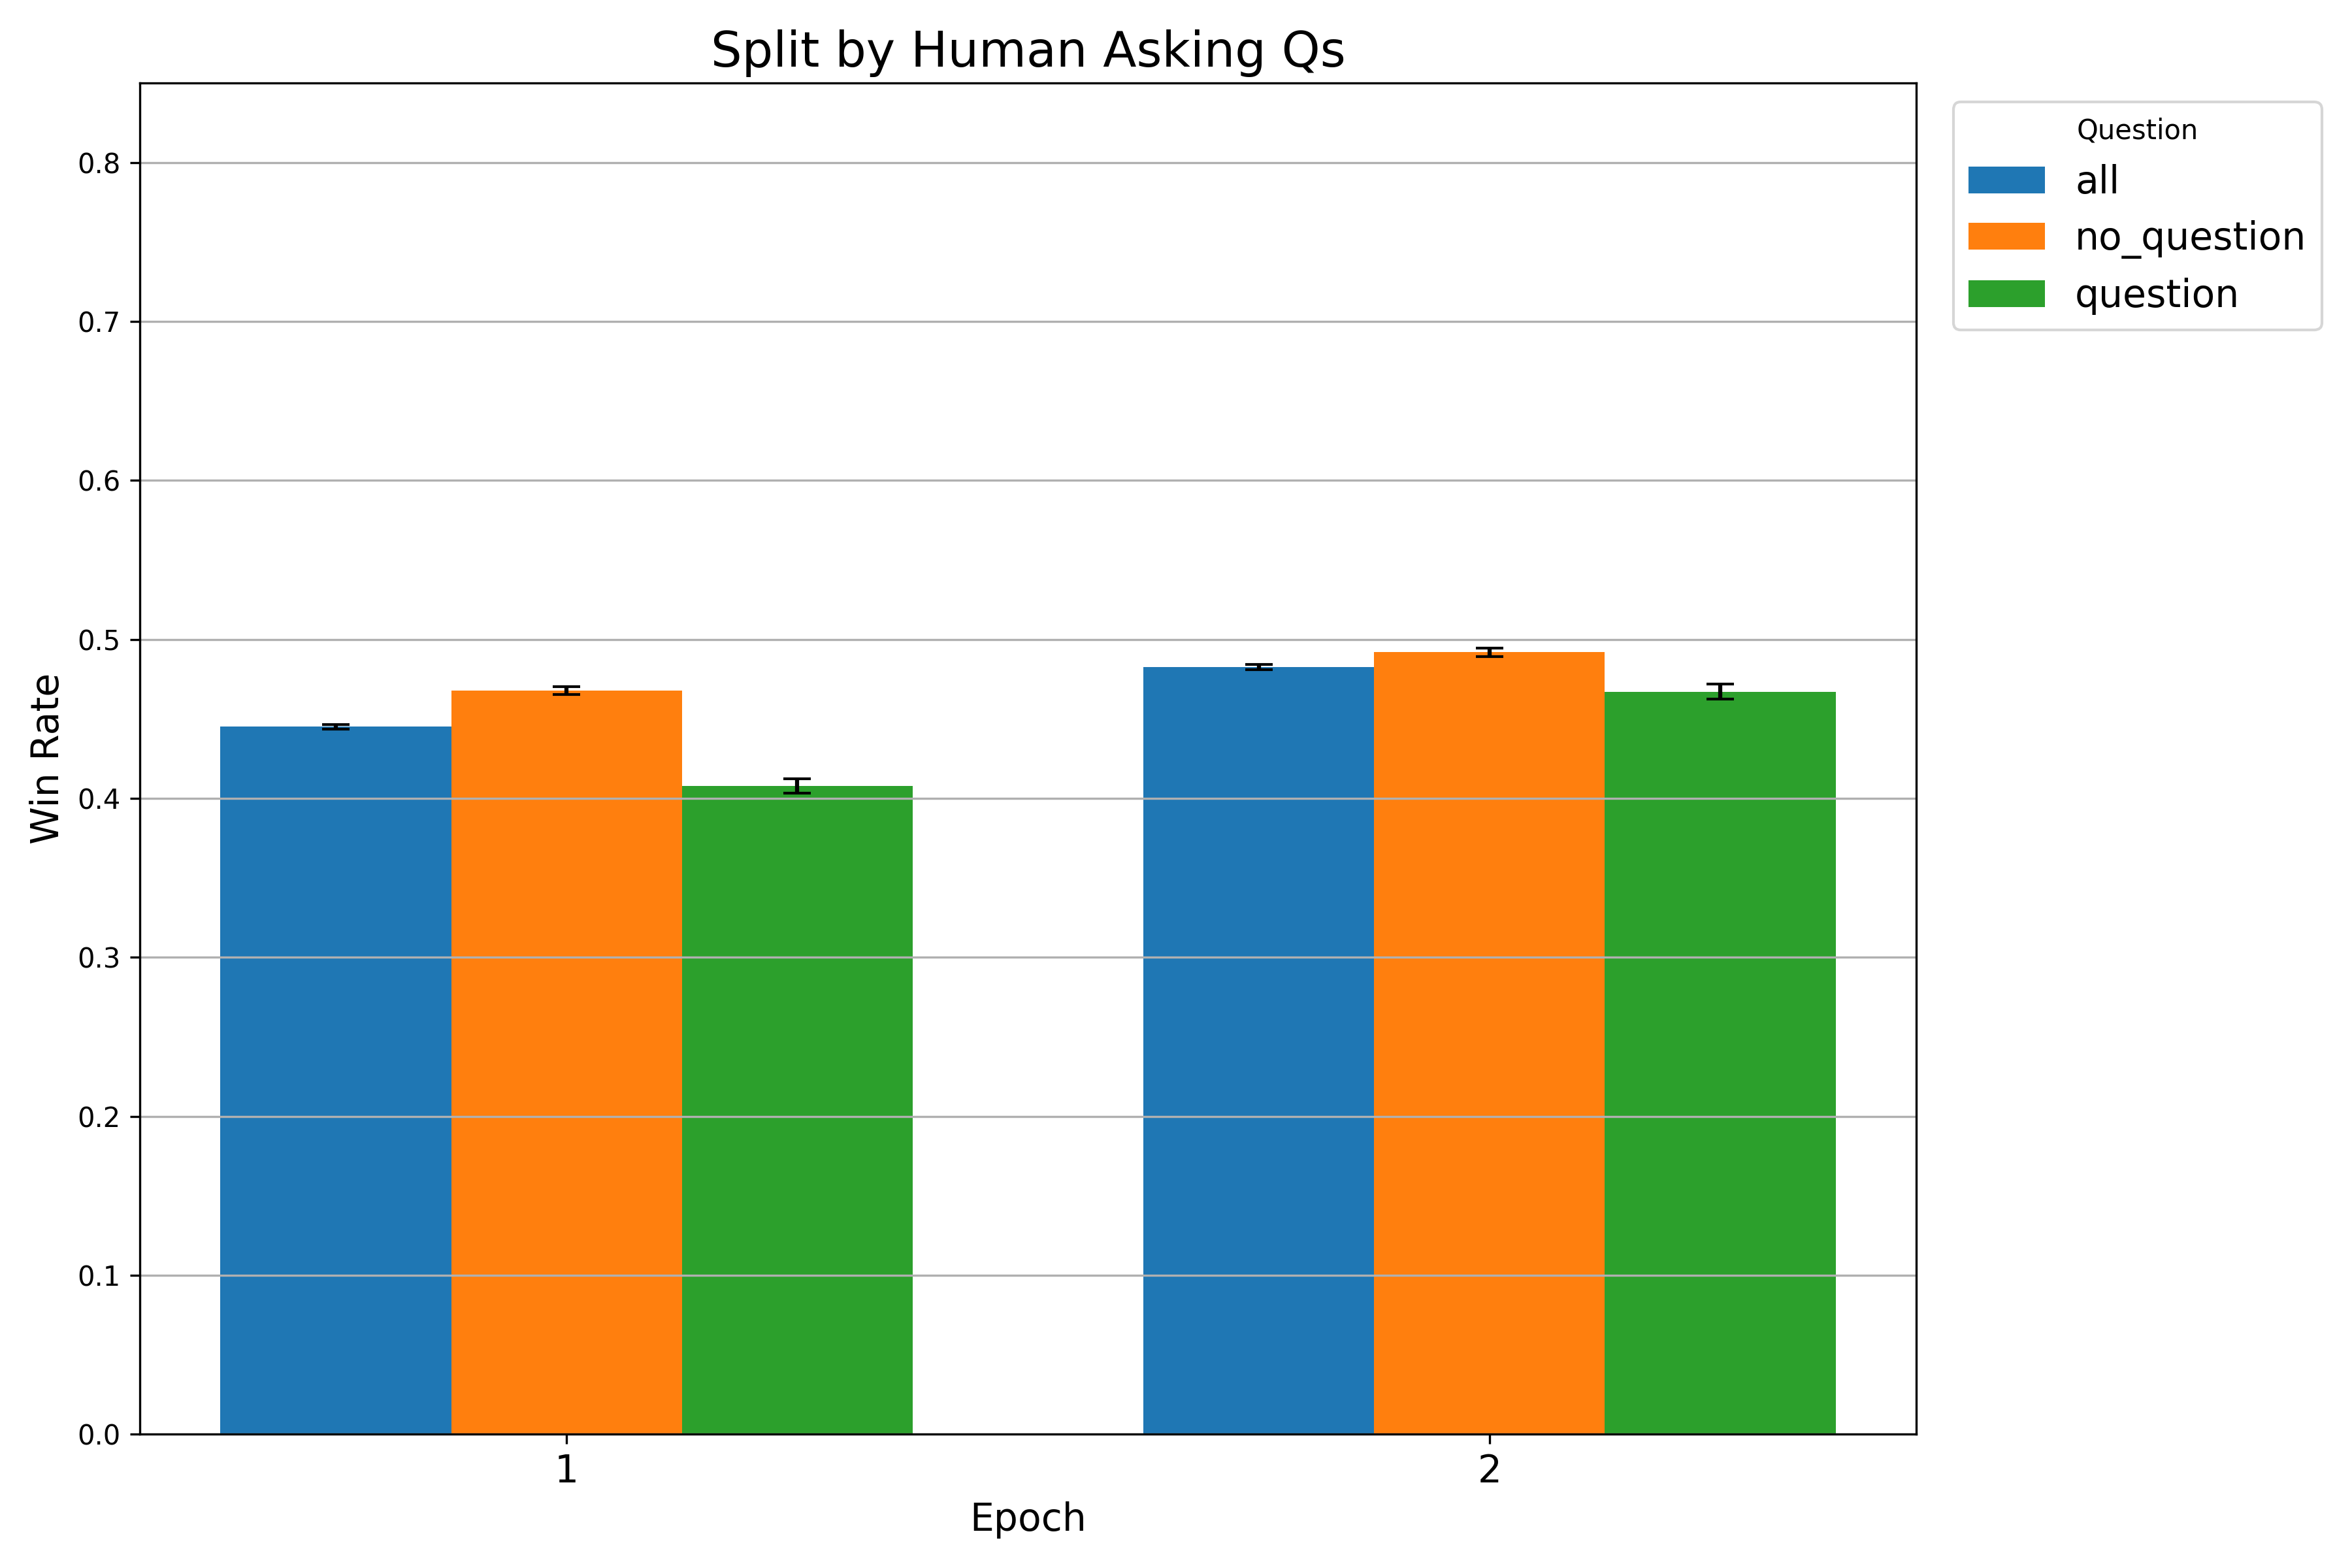 Split by Human Asking Qs
Question
all
no_question
question
0.8
0.7
0.6
0.5
0.4
0.3
0.2
0.1
0.0
Win Rate
1
2
Epoch